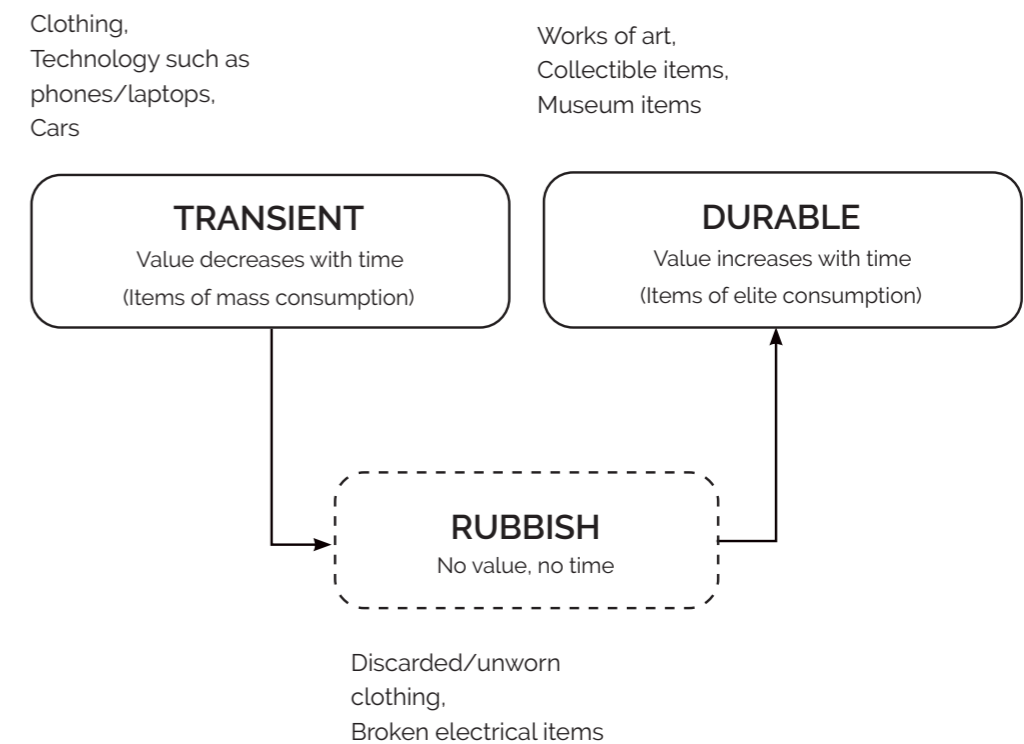 Clothing,
Technology such as
phones/laptops,
Cars
Works of art,
Collectible items,
Museum items
TRANSIENT
Value decreases with time
(Items of mass consumption)
DURABLE
Value increases with time
(Items of elite consumption)
RUBBISH
No value, no time
Discarded/unworn
clothing,
Broken electrical items